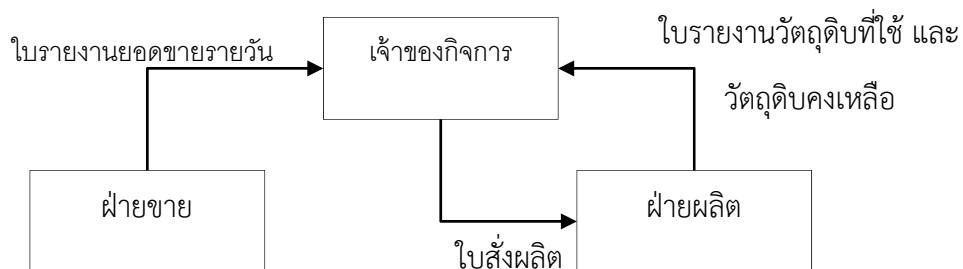 ใบรายงานยอดขายรายวัน
เจ้าของกิจการ
ใบรายงานวัตถุดิบที่ใช้ และ
วัตถุดิบคงเหลือ
ฝ่ายขาย
ฝ่ายผลิต
ใบสั่งผลิต